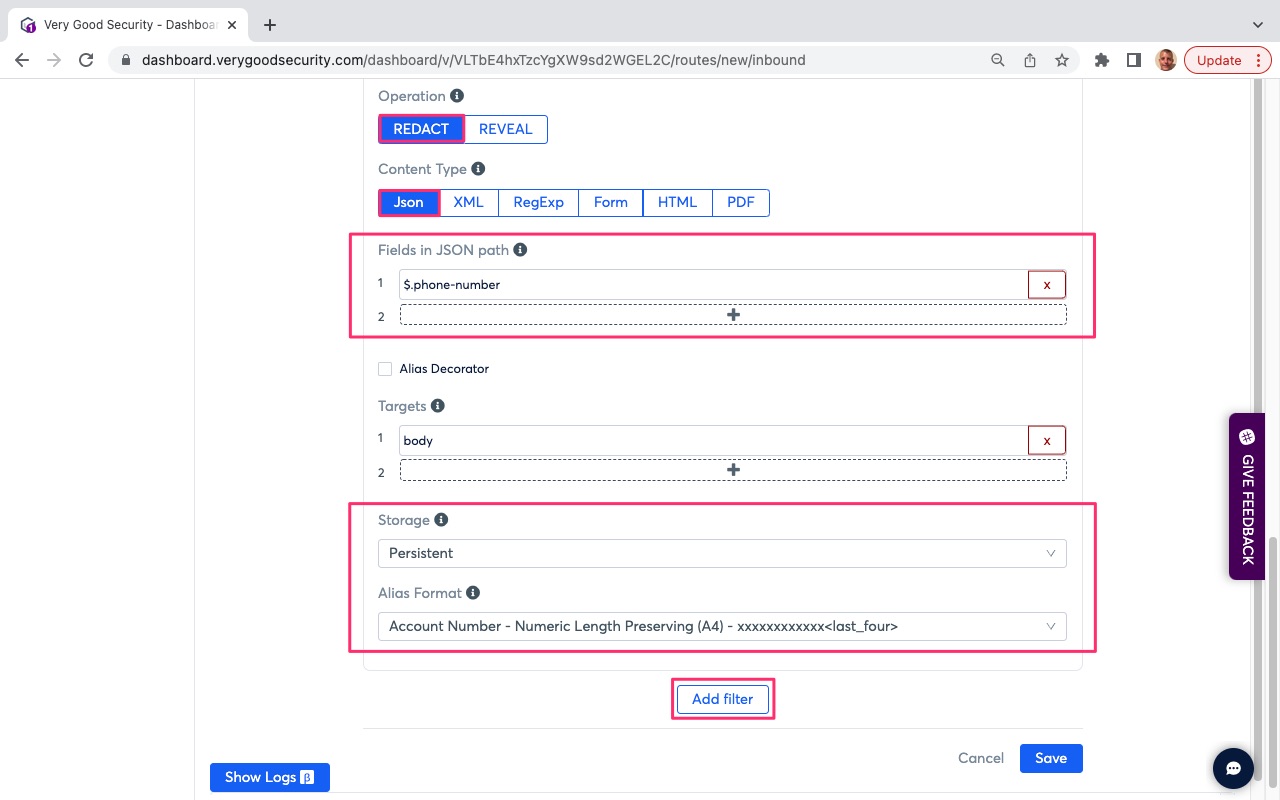 Very Good Security - Dashboa
dashboard.verygoodsecurity.com/dashboard/v/VLTbE4hxTzcYgXW9sd2WGEL2C/routes/new/inbound
Update
Operation
REDACT REVEAL
Content Type
Json XML RegExp Form HTML PDF
Fields in JSON path
1 $.phone-number x
2 +
Alias Decorator
Targets
1 body x
2 +
Storage
Persistent
Alias Format
Account Number - Numeric Length Preserving (A4) - xxxxxxxxxxxx<last_four>
Add filter
Cancel Save
Show Logs β
GIVE FEEDBACK